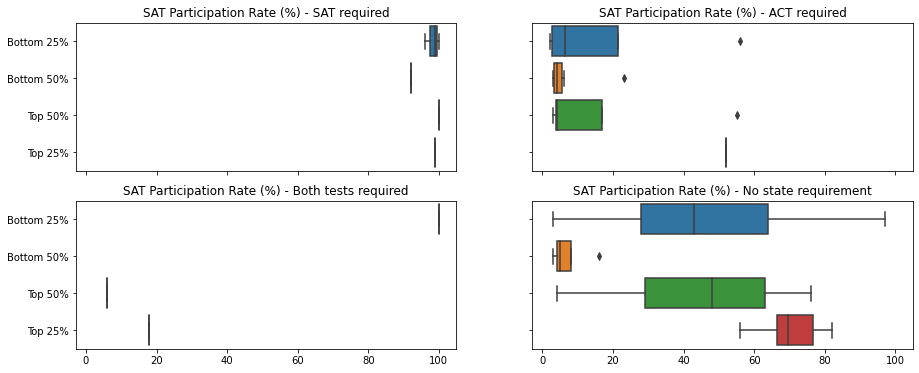 SAT Participation Rate (%) - SAT required
SAT Participation Rate (%) - ACT required
Bottom 25%
Bottom 50%
Top 50%
Top 25%
SAT Participation Rate (%) - Both tests required
SAT Participation Rate (%) - No state requirement
Bottom 25%
Bottom 50%
Top 50%
Top 25%
0 20 40 60 80 100
0 20 40 60 80 100